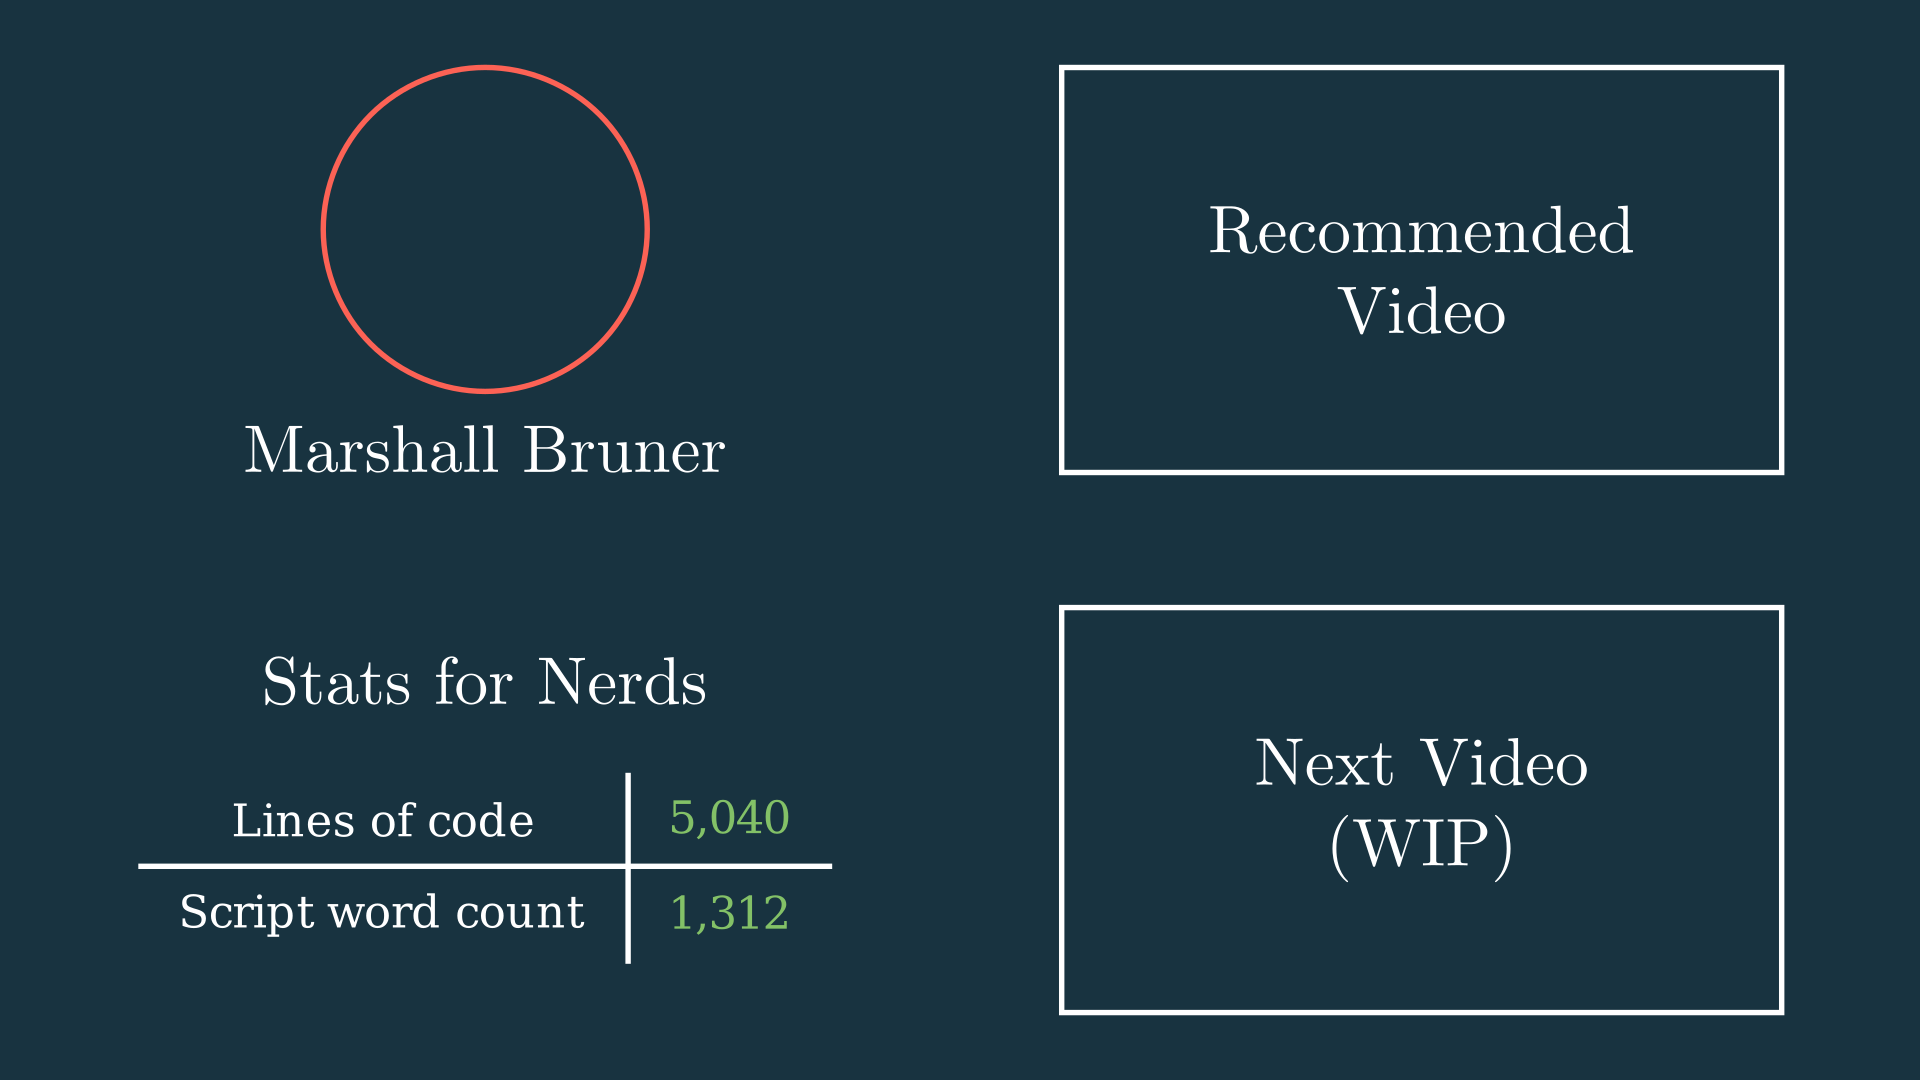 Marshall Bruner
Recommended
Video
Stats for Nerds
Lines of code 5,040
Script word count 1,312
Next Video
(WIP)